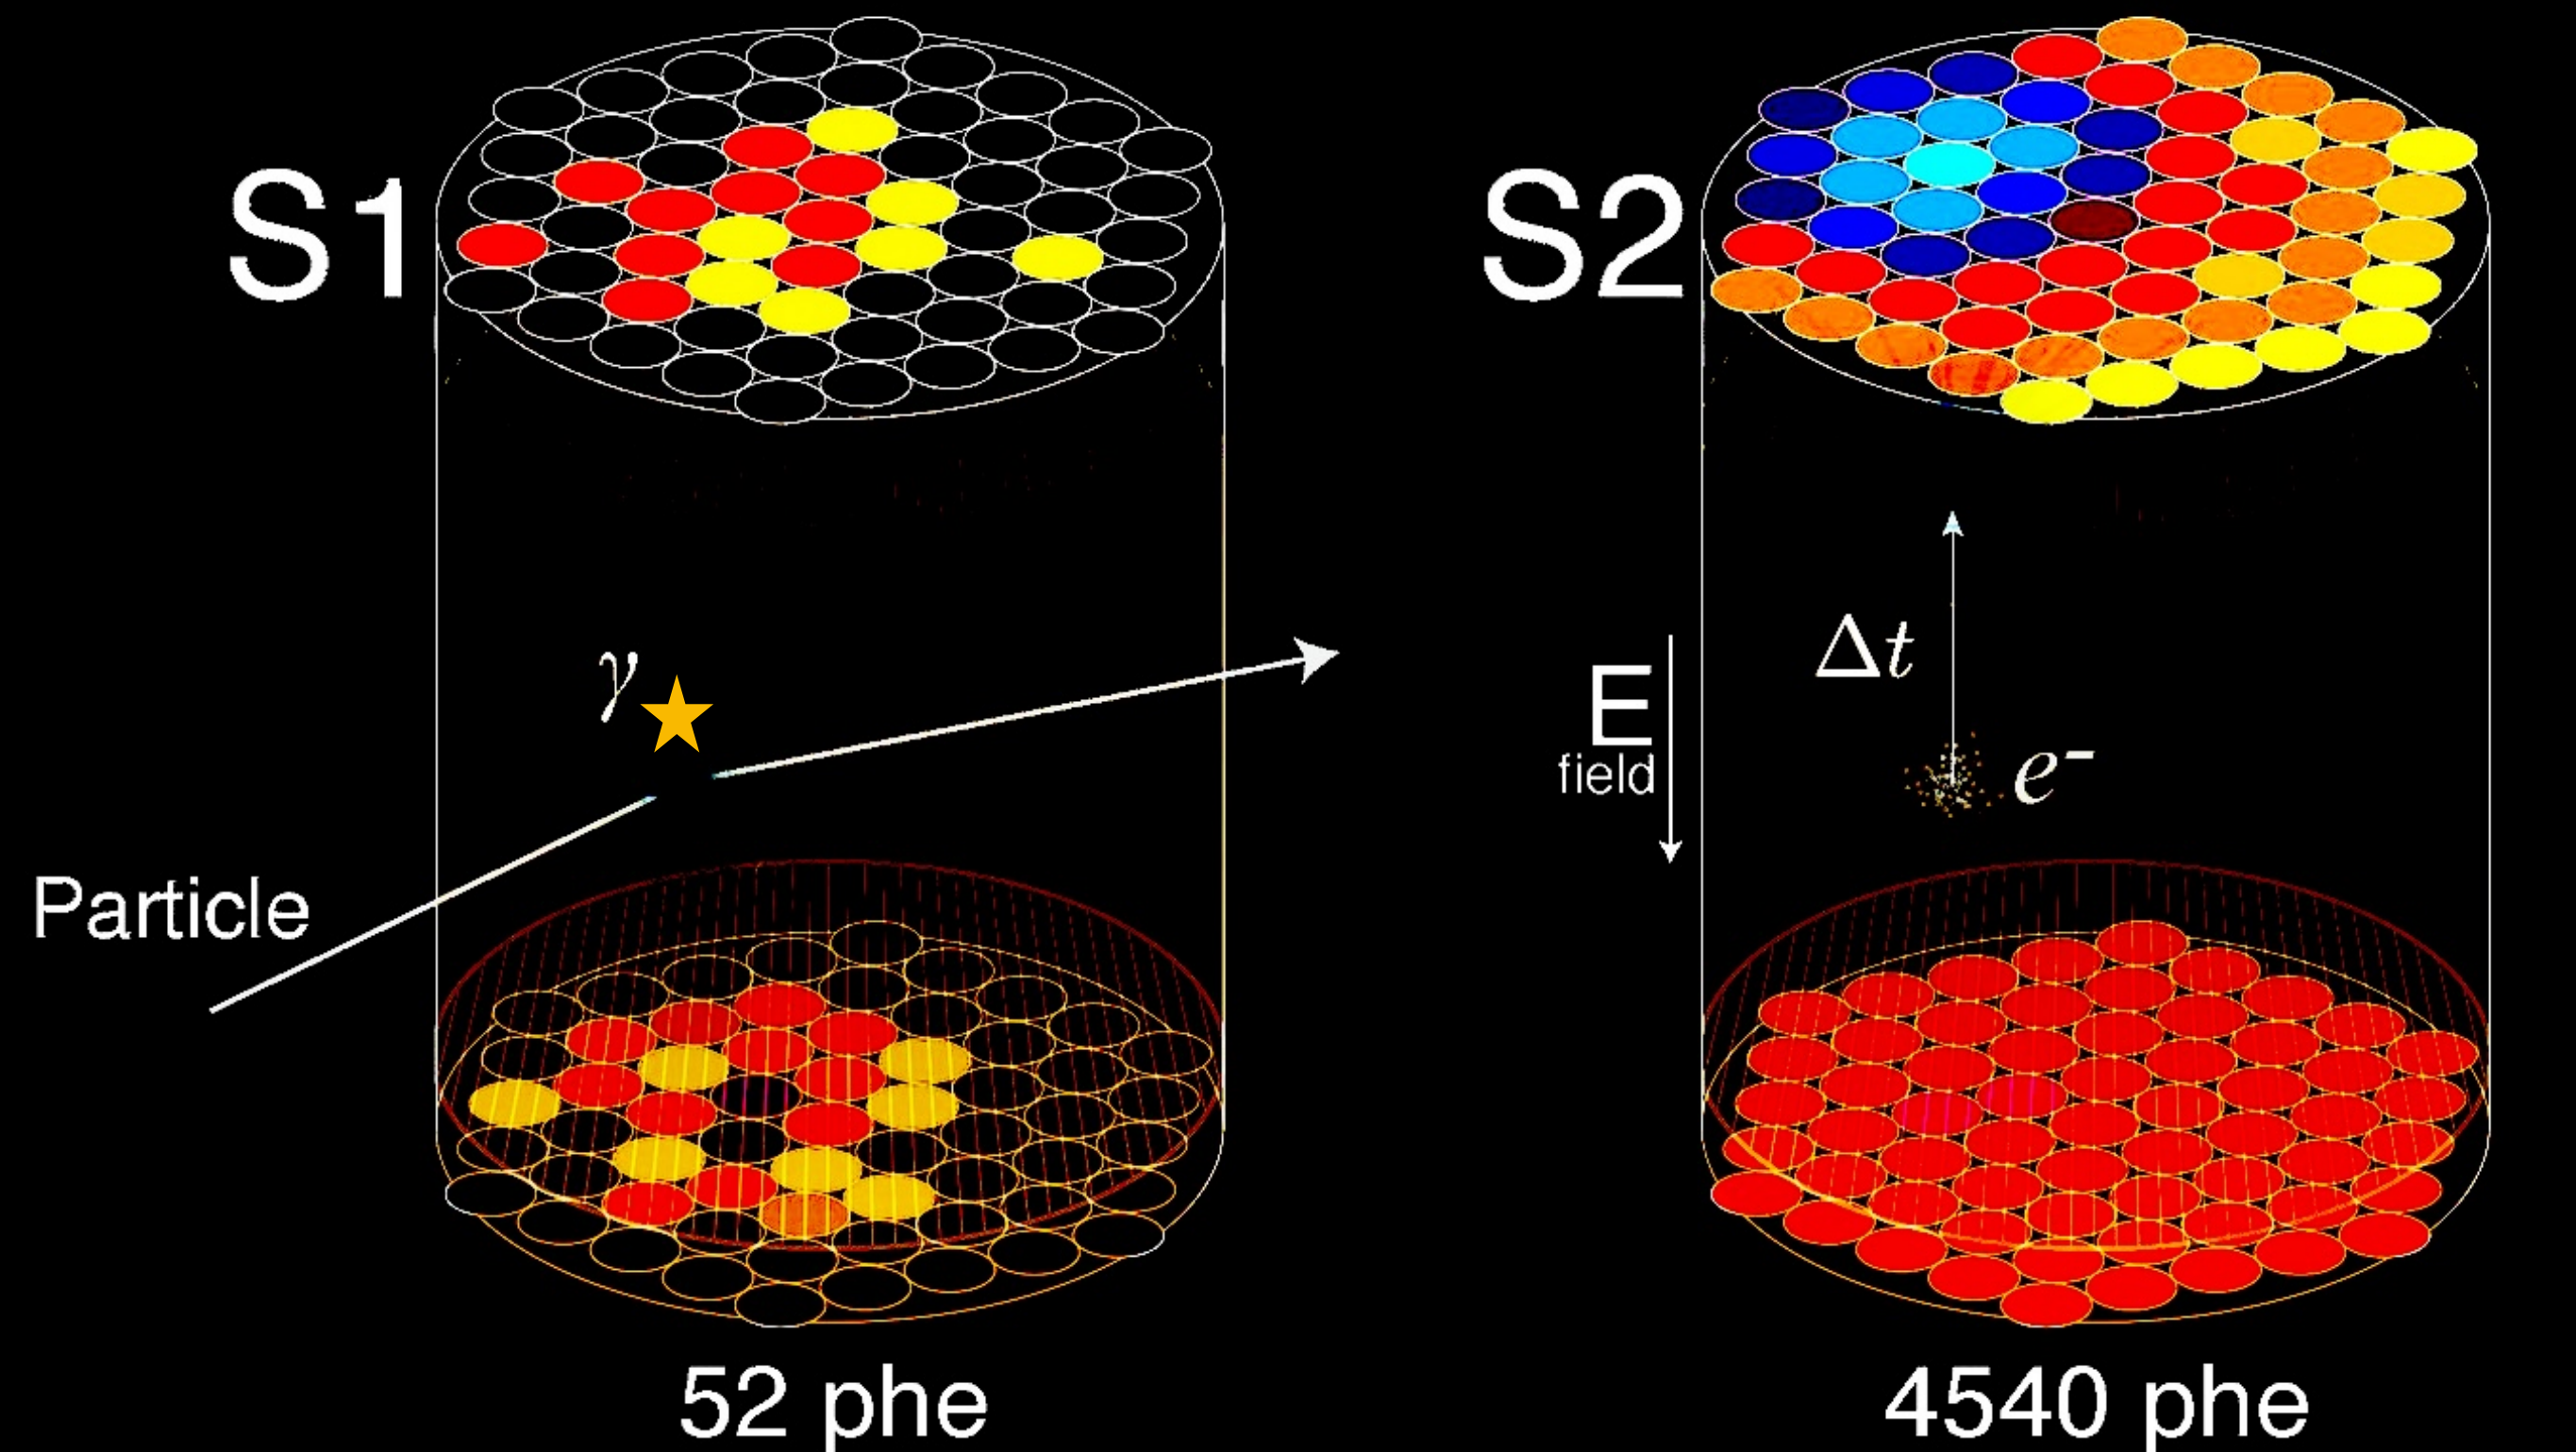 S1
γ
Particle
52 phe
S2
Δt
E
field
e⁻
4540 phe